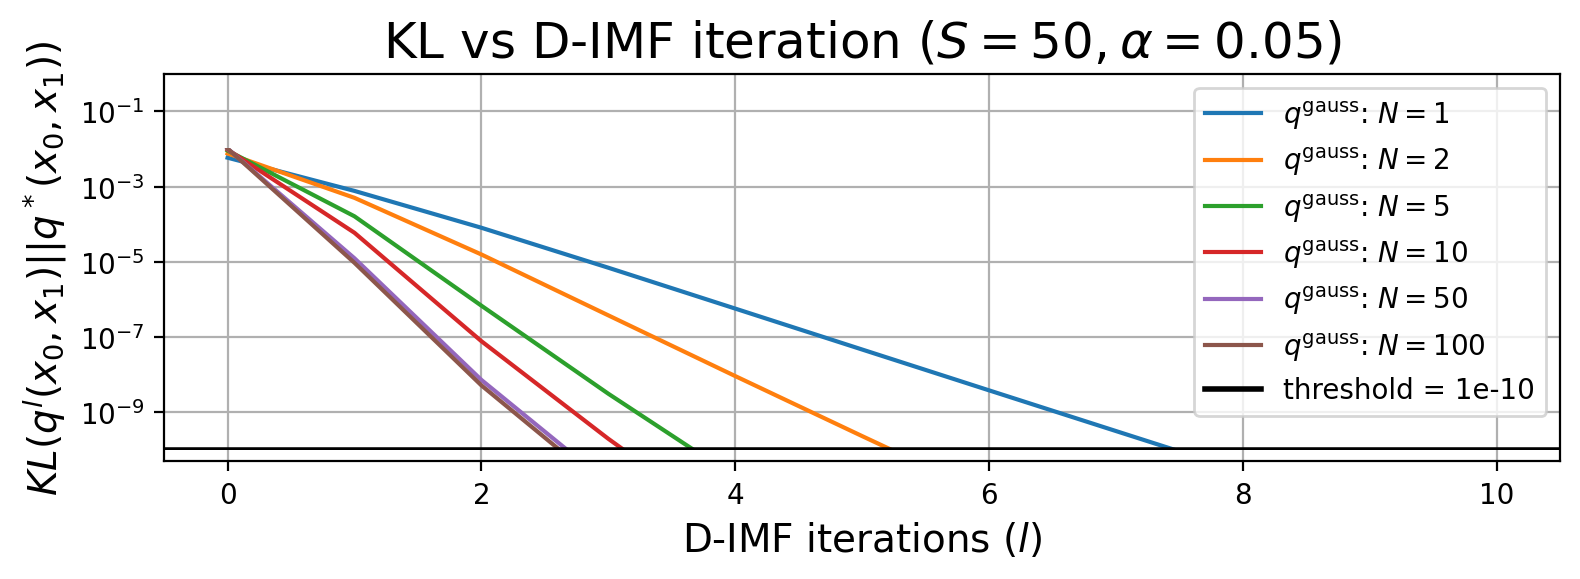 KL vs D-IMF iteration (S = 50, α = 0.05)
KL(q^l(x_0, x_1)||q^*(x_0, x_1))
10^−1
10^−3
10^−5
10^−7
10^−9
q^gauss: N = 1
q^gauss: N = 2
q^gauss: N = 5
q^gauss: N = 10
q^gauss: N = 50
q^gauss: N = 100
threshold = 1e-10
0 2 4 6 8 10
D-IMF iterations (l)